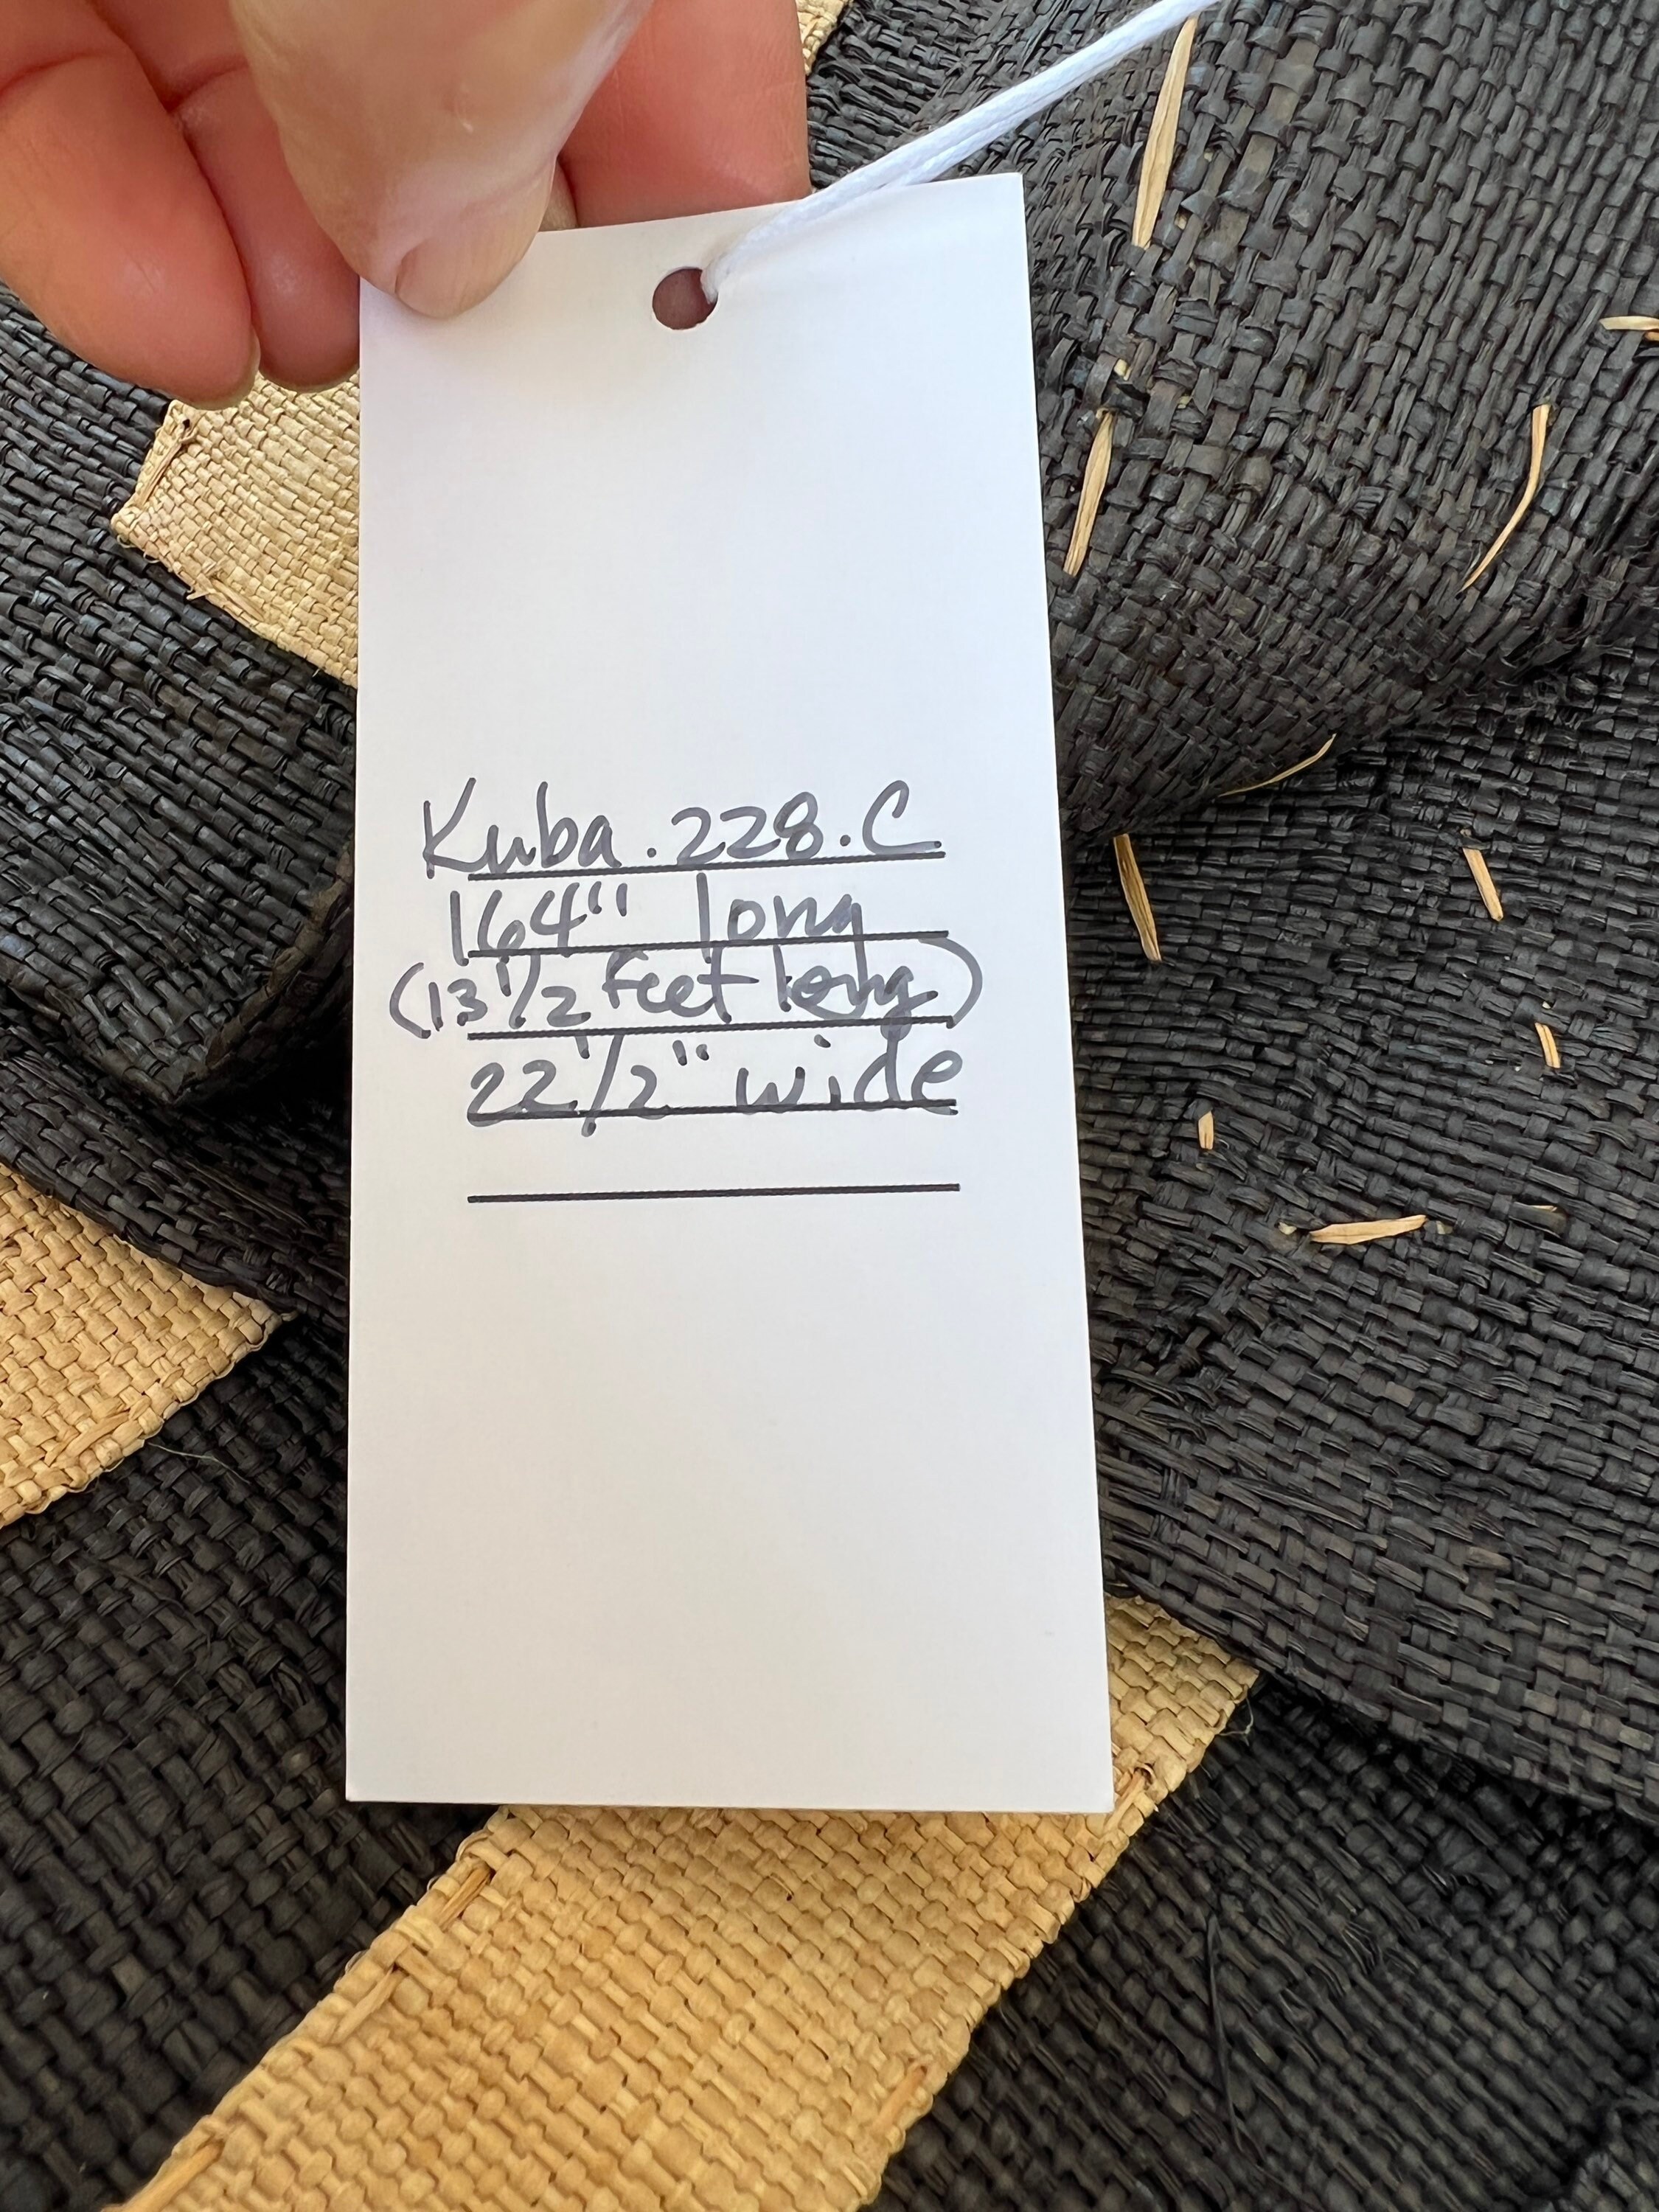 Kuba.228.C
164" long
(13 1/2 feet long)
22 1/2" wide